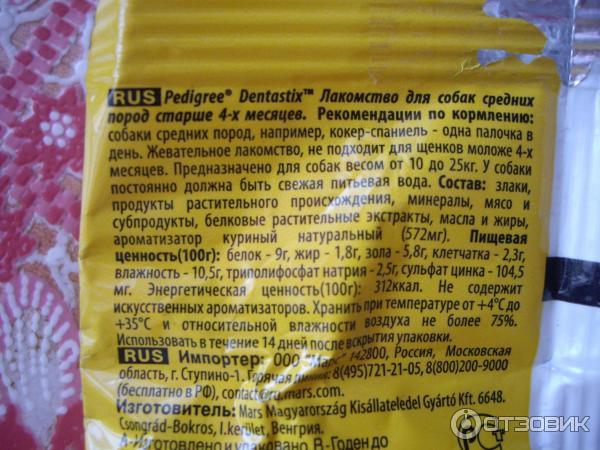 RUS Pedigree® Dentastix™ Лакомство для собак средних
пород старше 4-х месяцев. Рекомендации по кормлению:
собаки средних пород, например, кокер-спаниель - одна палочка в
день. Жевательное лакомство, не подходит для щенков моложе 4-х
месяцев. Предназначено для собак весом от 10 до 25кг. У собаки
постоянно должна быть свежая питьевая вода. Состав: злаки,
продукты растительного происхождения, минералы, мясо и
субпродукты, белковые растительные экстракты, масла и жиры,
ароматизатор куриный натуральный (572мг). Пищевая
ценность(100г): белок - 9г, жир - 1,8г, зола - 5,8г, клетчатка - 2,3г,
влажность - 10,5г, триполифосфат натрия - 2,5г, сульфат цинка - 104,5
мг. Энергетическая ценность(100г): 312ккал. Не содержит
искусственных ароматизаторов. Хранить при температуре от +4°С до
+35°С и относительной влажности воздуха не более 75%.
Использовать в течение 14 дней после вскрытия упаковки.
RUS Импортер: ООО "Марс" 142800, Россия, Московская
область, г. Ступино-1. Горячая линия: 8(495)721-21-05, 8(800)200-9000
(бесплатно в РФ), contact@ru.mars.com.
Изготовитель: Mars Magyarország Kisállateledel Gyártó Kft. 6648.
Csongrád-Bokros, I.kerület, Венгрия.
А-Изготовлено и упаковано В-Годен до
ОТЗОВИК